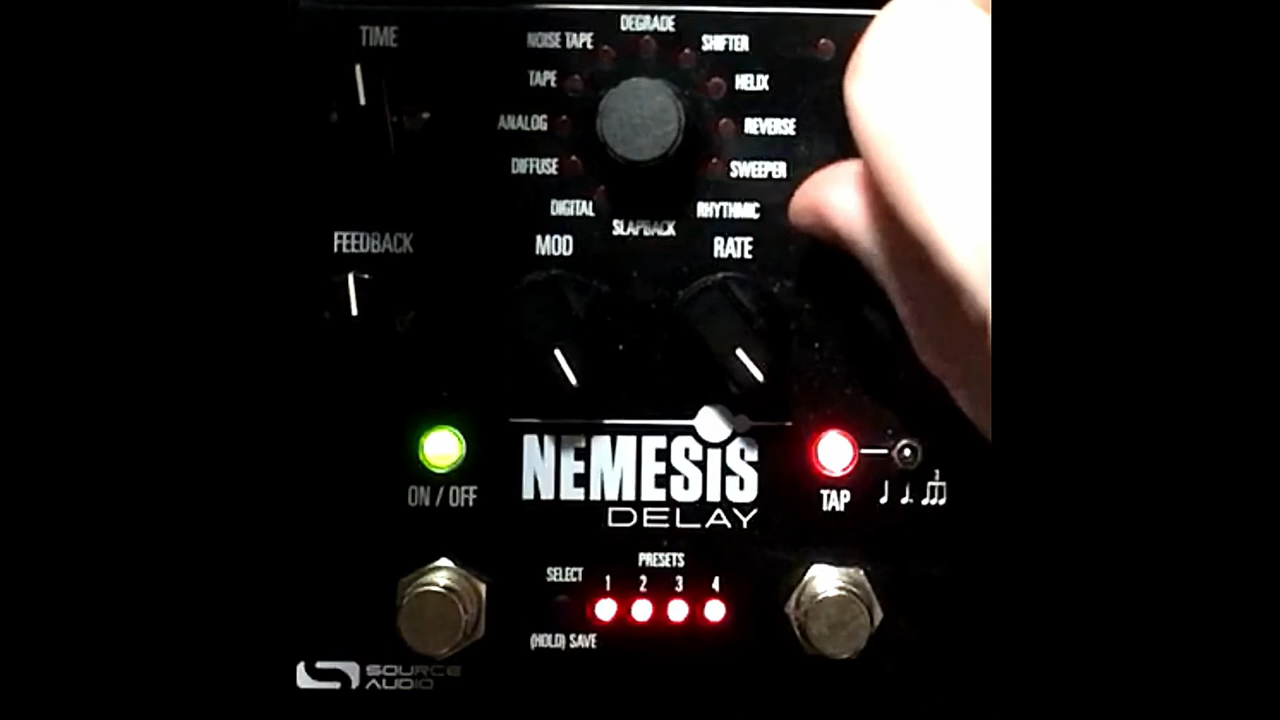 TIME
DEGRADE
NOISE TAPE
SHIFTER
TAPE
HELIX
ANALOG
REVERSE
DIFFUSE
SWEEPER
DIGITAL
RHYTHMIC
SLAPBACK
FEEDBACK
MOD
RATE
NEMESIS
DELAY
ON / OFF
TAP
3
PRESETS
SELECT
1 2 3 4
(HOLD) SAVE
SOURCE
AUDIO